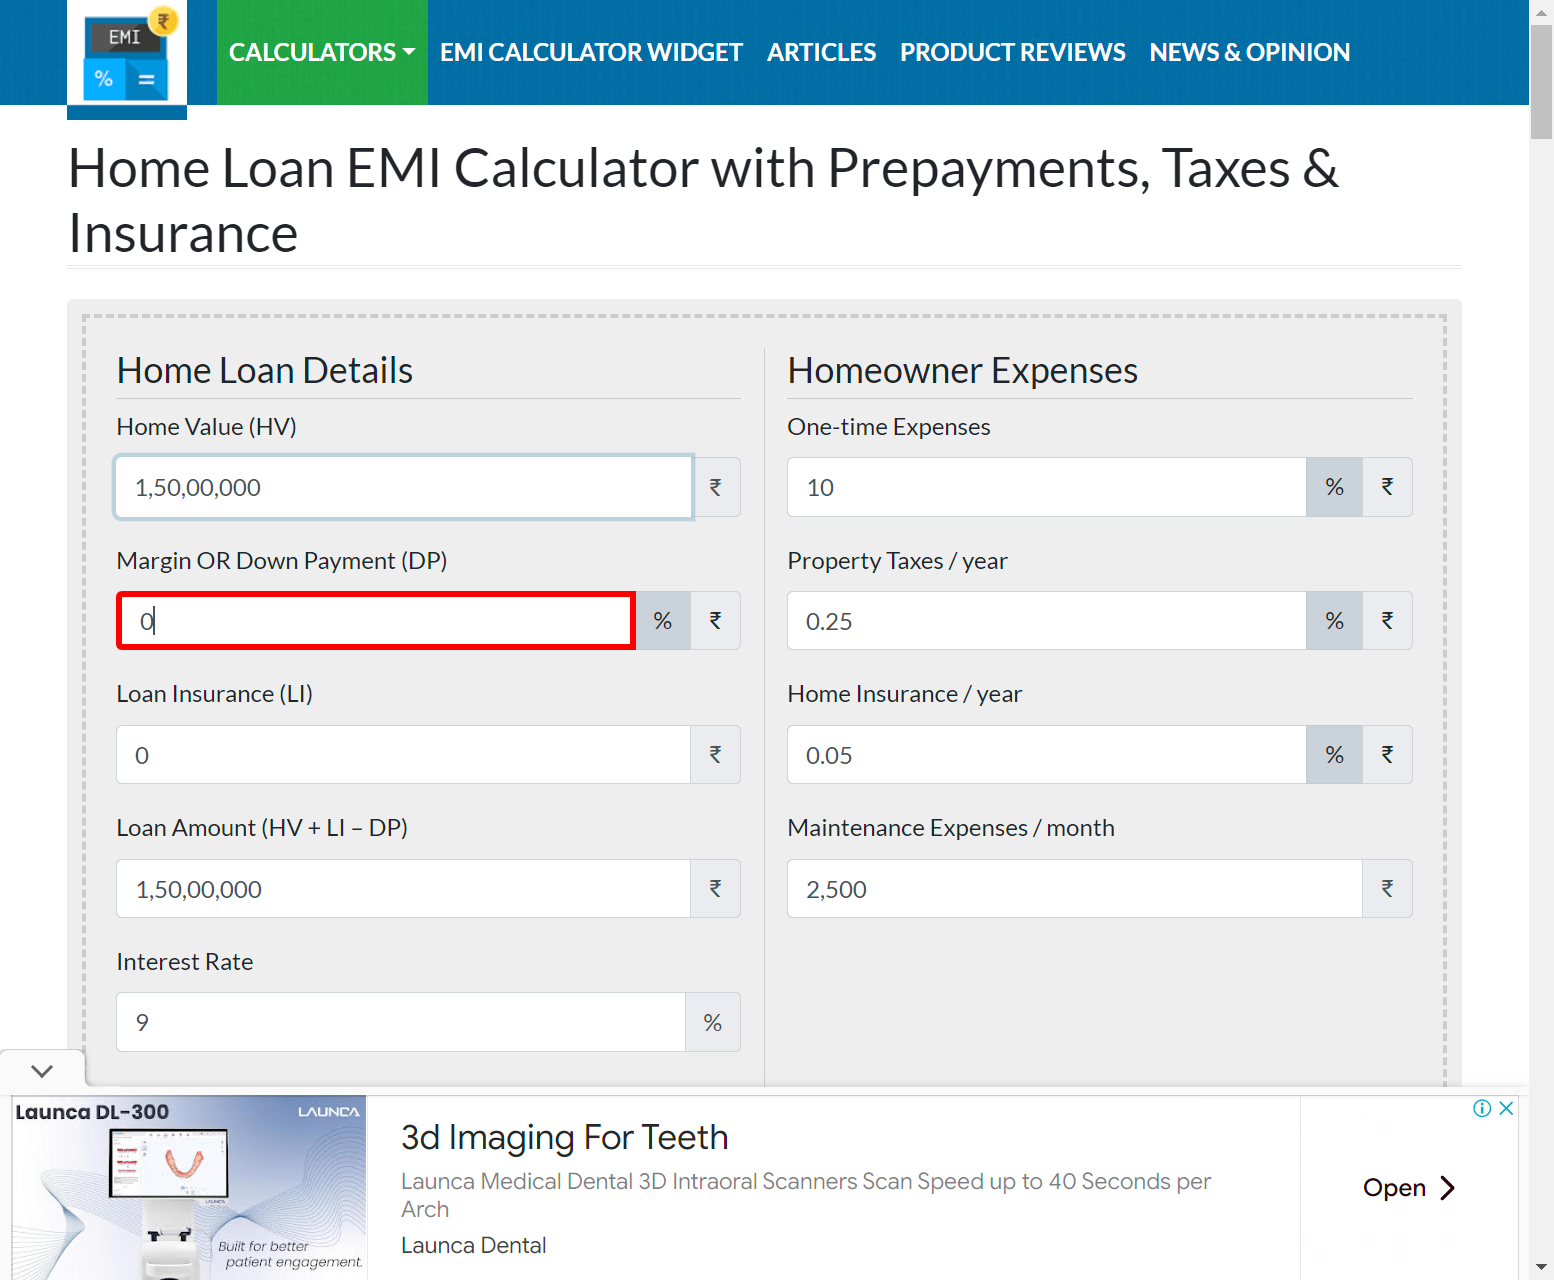 EMI
₹
%
=
CALCULATORS
EMI CALCULATOR WIDGET
ARTICLES
PRODUCT REVIEWS
NEWS & OPINION
Home Loan EMI Calculator with Prepayments, Taxes &
Insurance
Home Loan Details
Home Value (HV)
1,50,00,000 ₹
Margin OR Down Payment (DP)
0 % ₹
Loan Insurance (LI)
0 ₹
Loan Amount (HV + LI – DP)
1,50,00,000 ₹
Interest Rate
9 %
Homeowner Expenses
One-time Expenses
10 % ₹
Property Taxes / year
0.25 % ₹
Home Insurance / year
0.05 % ₹
Maintenance Expenses / month
2,500 ₹
Launca DL-300
LAUNCA
Built for better
patient engagement.
3d Imaging For Teeth
Launca Medical Dental 3D Intraoral Scanners Scan Speed up to 40 Seconds per
Arch
Launca Dental
Open